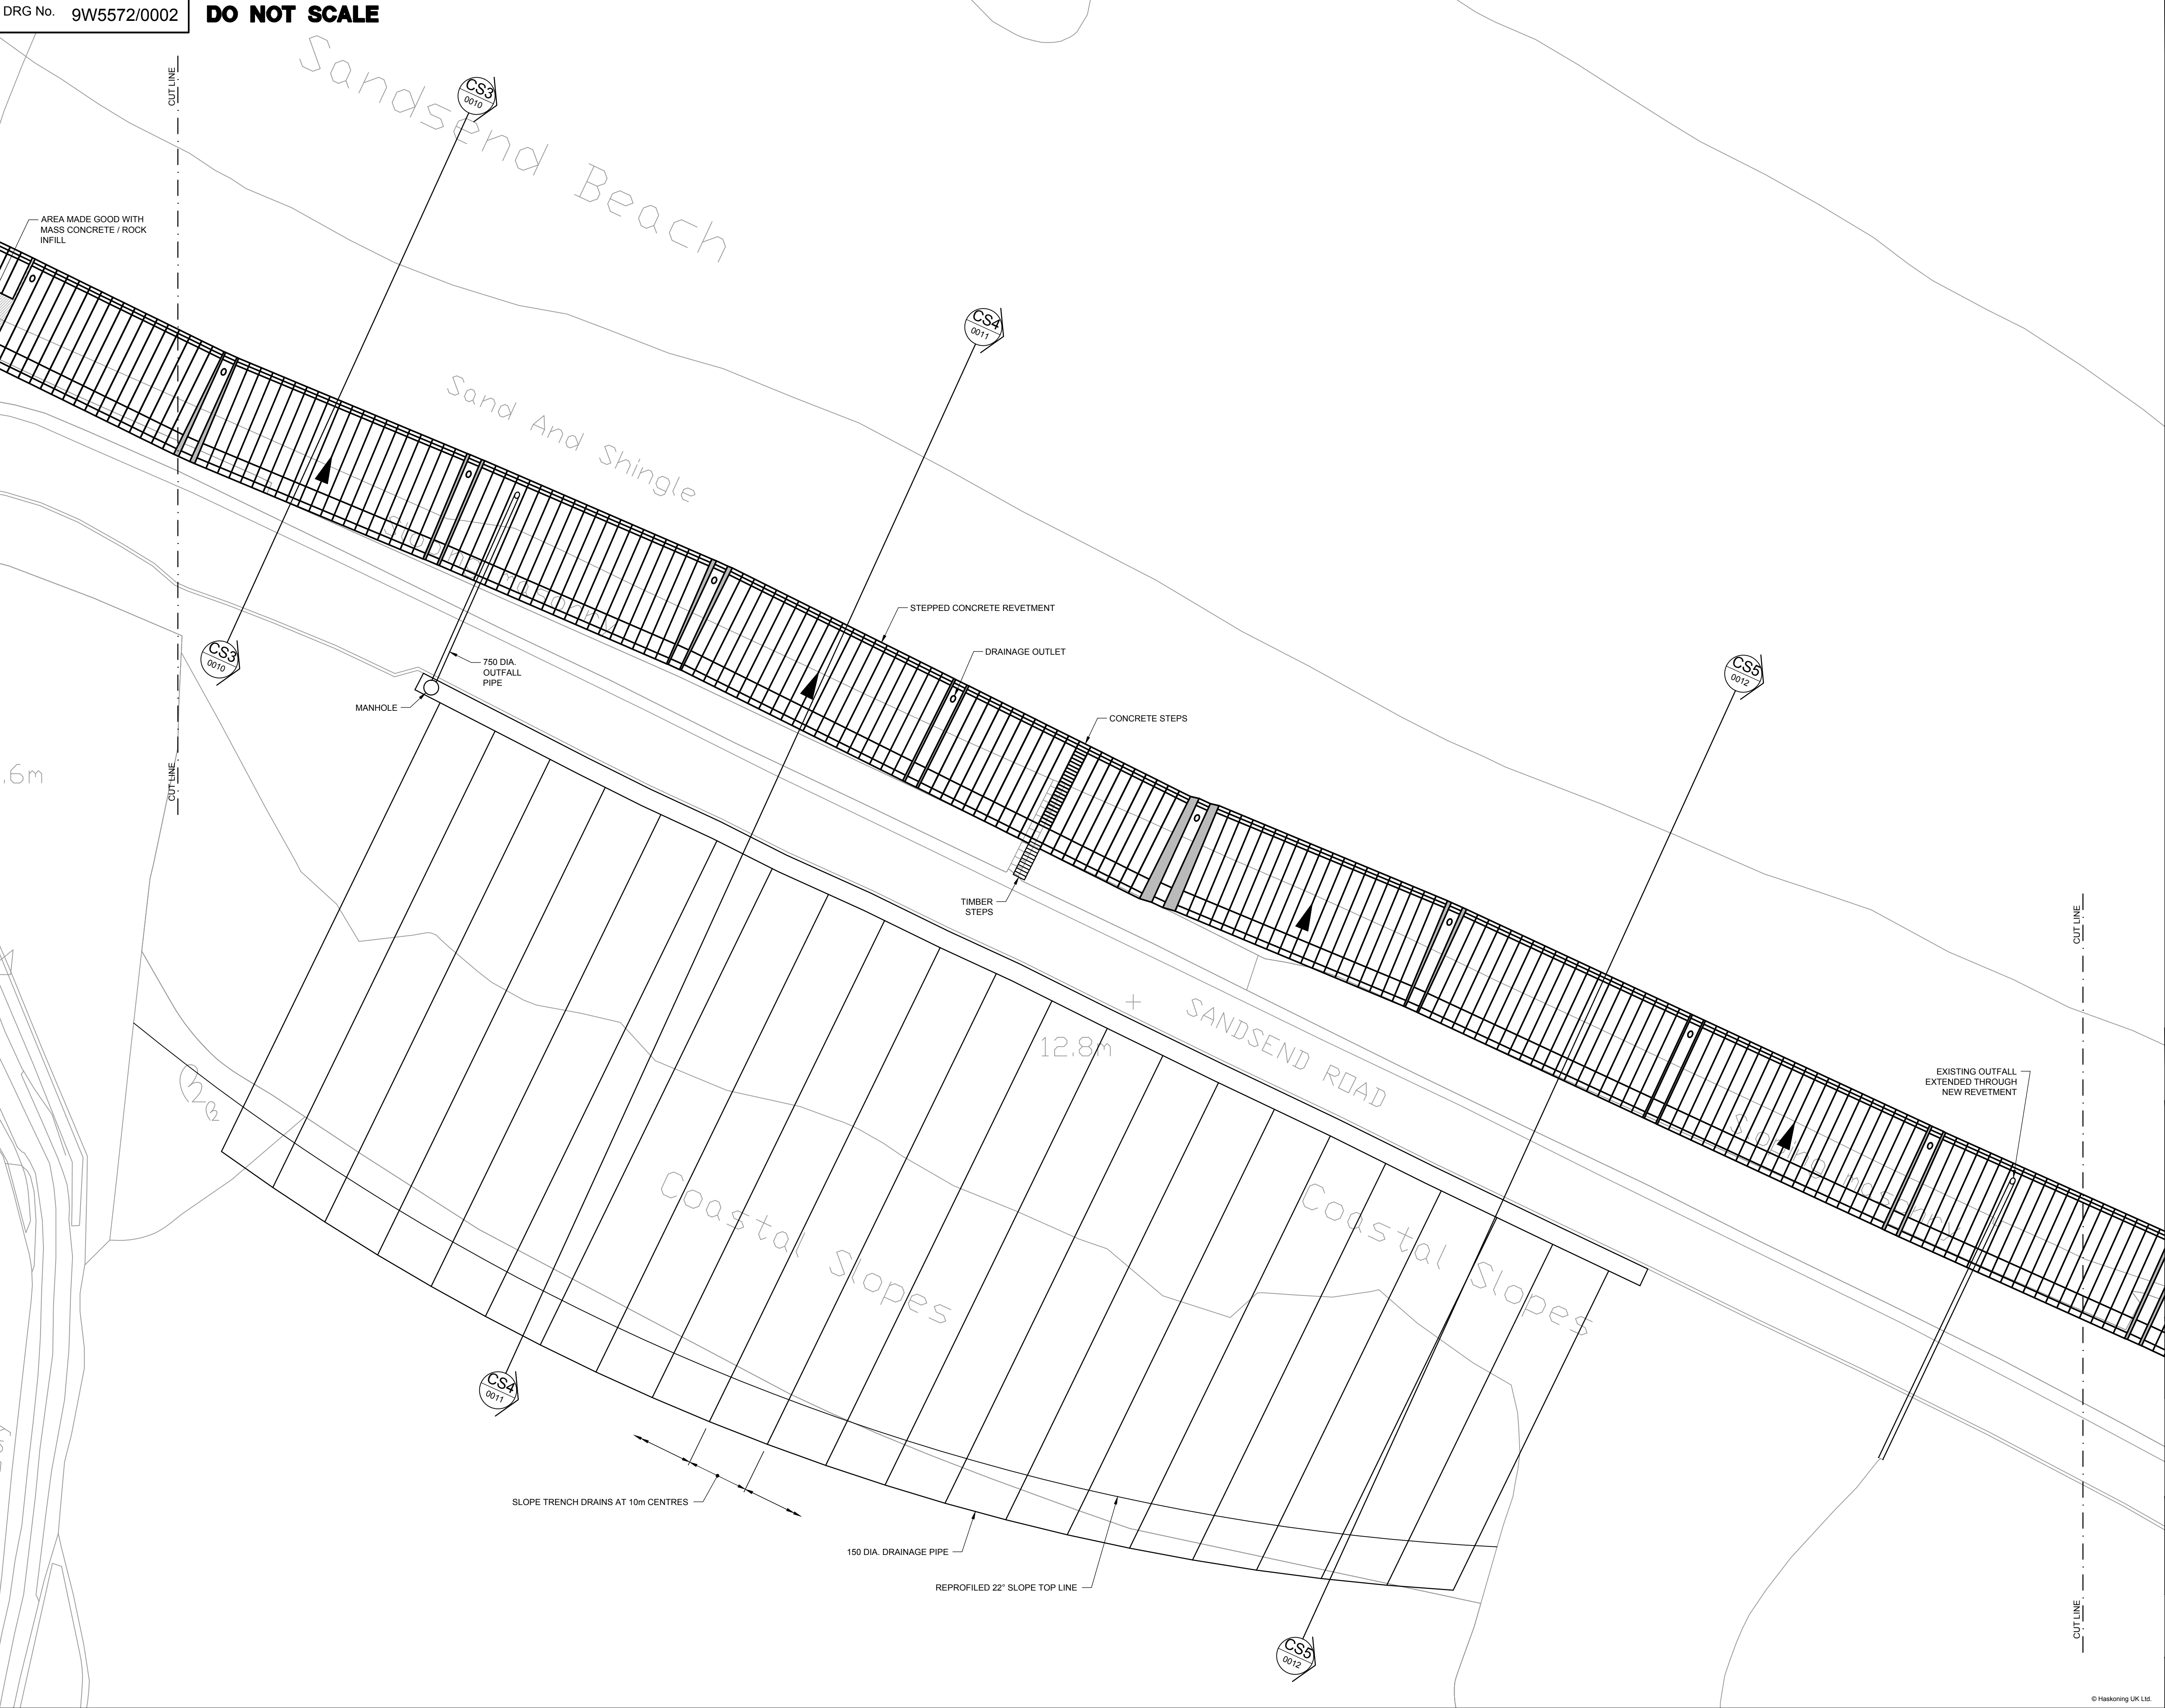 DRG No. 9W5572/0002
DO NOT SCALE
CUT LINE
Sandsend Beach
CS3
0010
AREA MADE GOOD WITH
MASS CONCRETE / ROCK
INFILL
CS4
0011
Sand And Shingle
Sloping masonry
STEPPED CONCRETE REVETMENT
DRAINAGE OUTLET
CS3
0010
750 DIA.
OUTFALL
PIPE
MANHOLE
CONCRETE STEPS
CS5
0012
.6m
CUT LINE
TIMBER
STEPS
CUT LINE
12.8m
SANDSEND ROAD
EXISTING OUTFALL
EXTENDED THROUGH
NEW REVETMENT
Sloping masonry
Coastal Slopes
Coastal Slopes
CS4
0011
SLOPE TRENCH DRAINS AT 10m CENTRES
150 DIA. DRAINAGE PIPE
REPROFILED 22° SLOPE TOP LINE
CS5
0012
CUT LINE
© Haskoning UK Ltd.